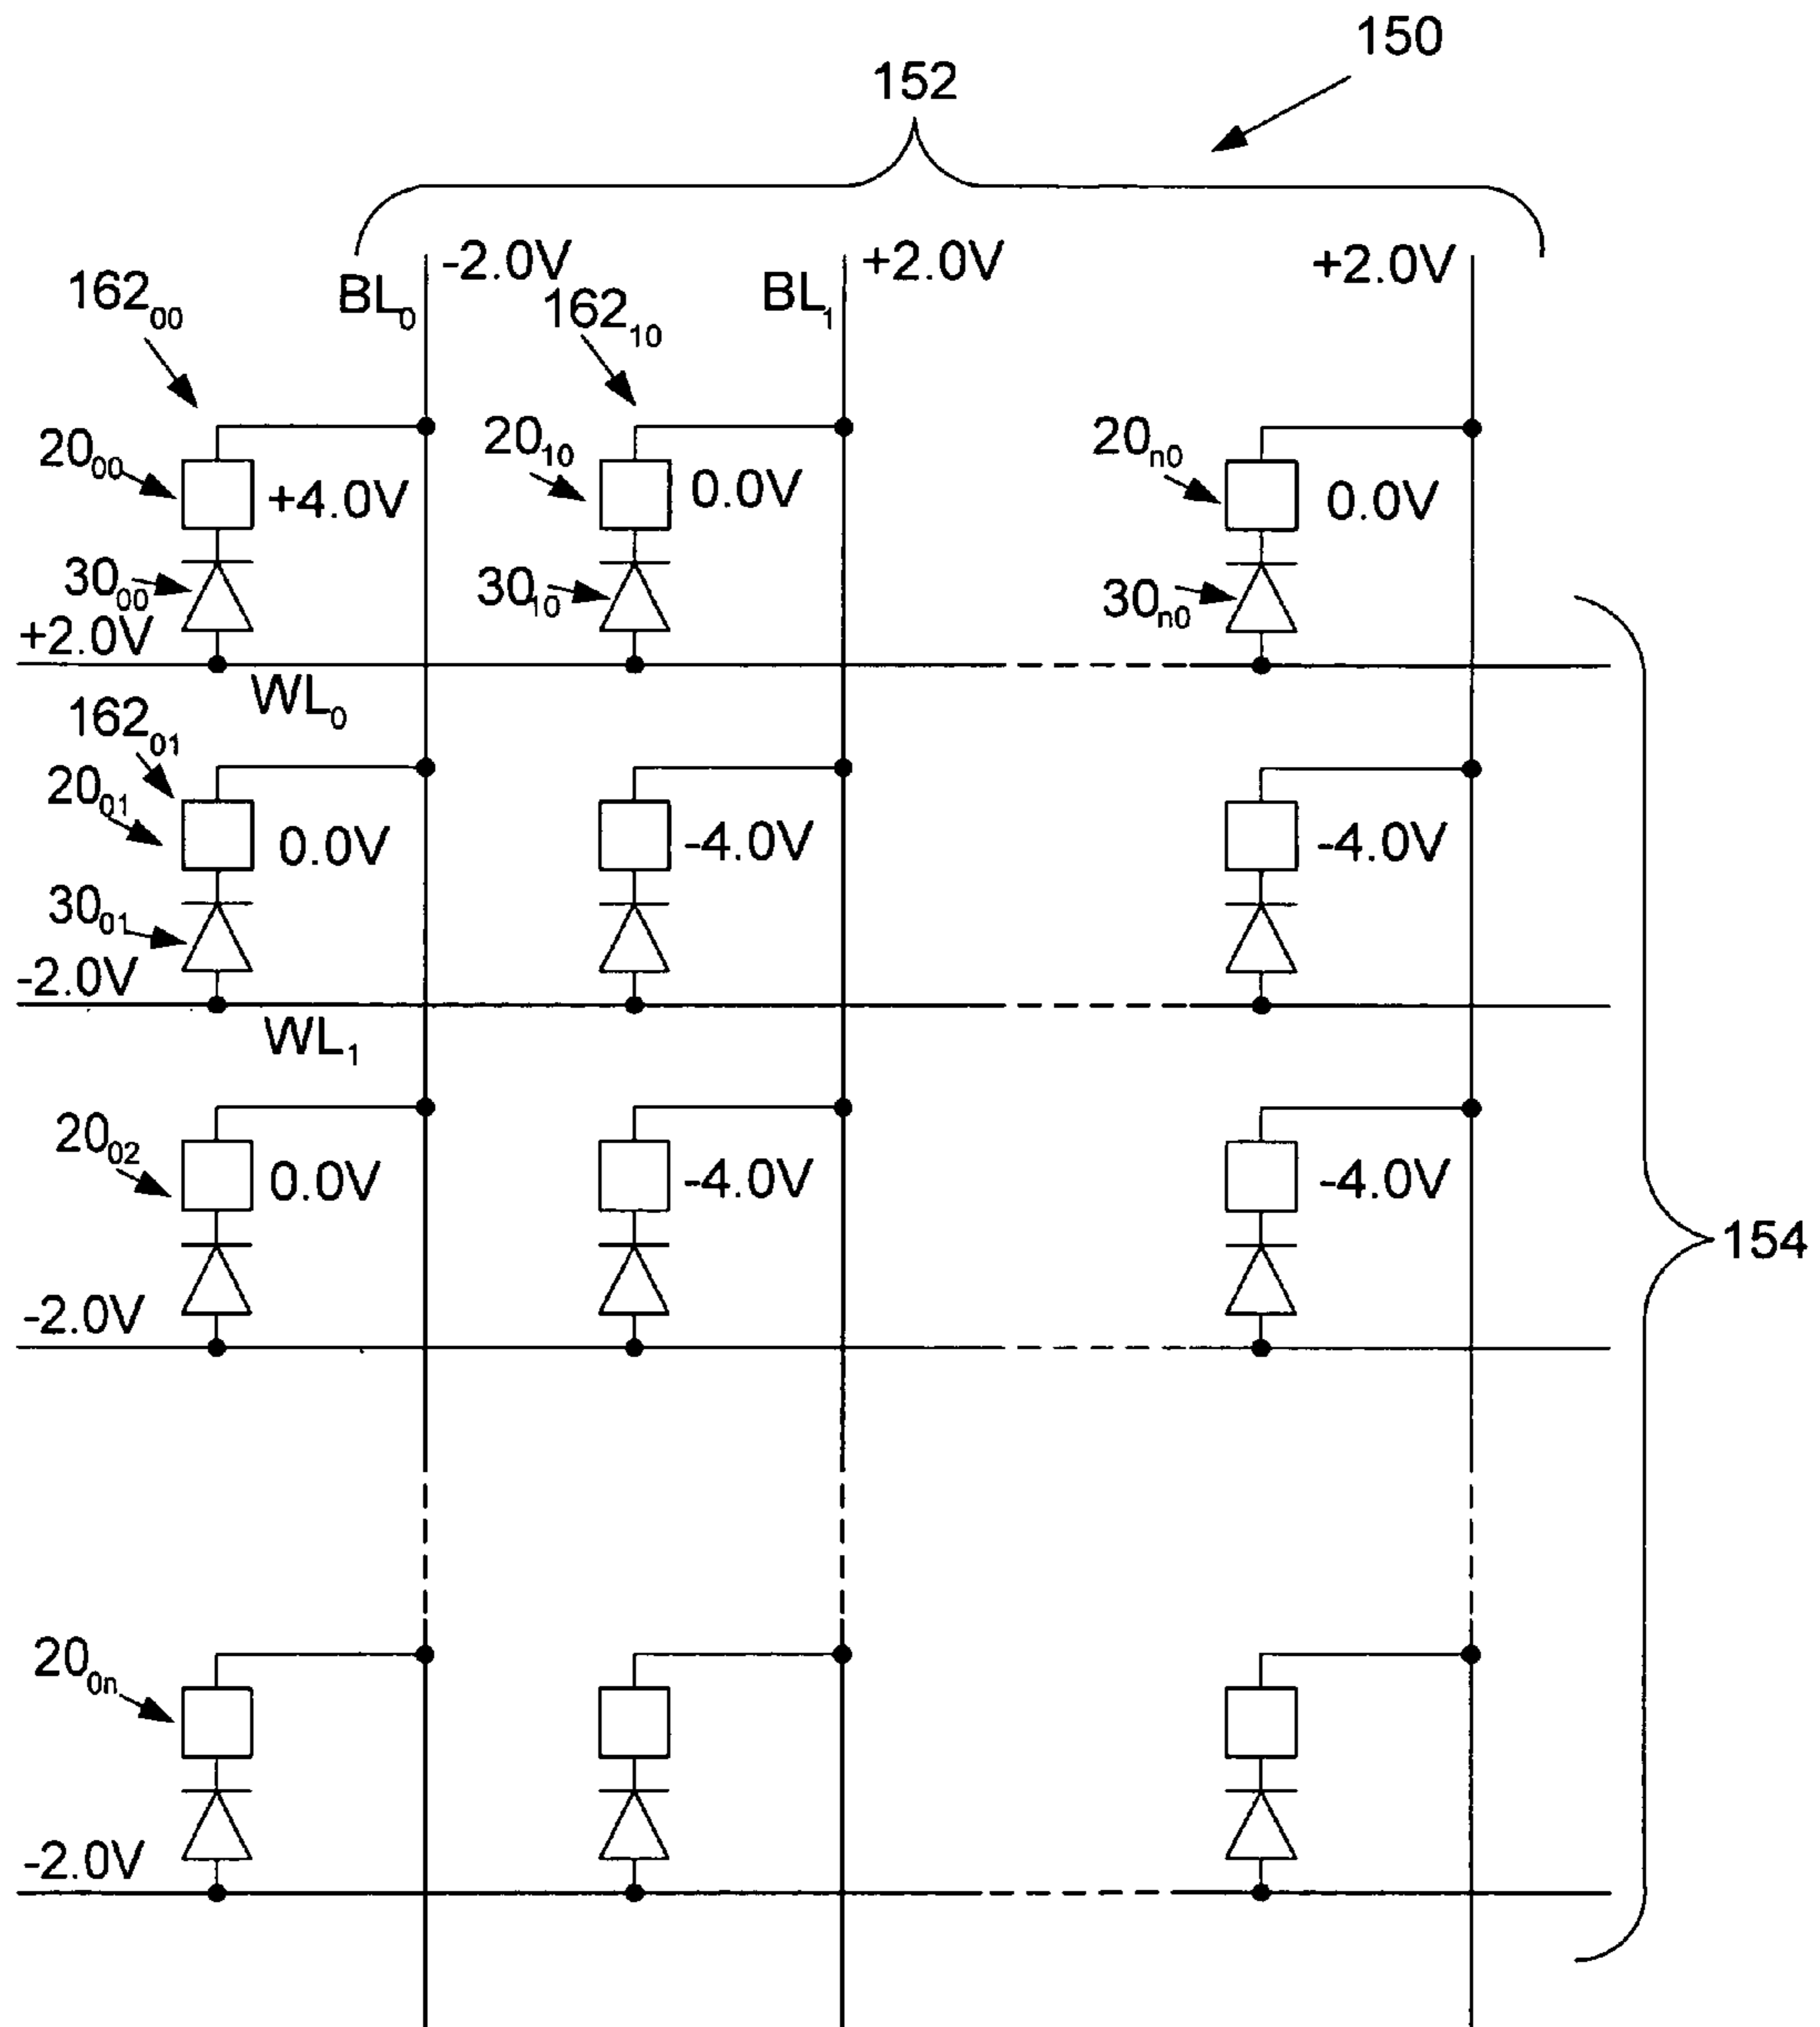 150
152
-2.0V +2.0V +2.0V
BL₀ BL₁
162₀₀ 162₁₀
20₀₀ +4.0V 20₁₀ 0.0V 20ₙ₀ 0.0V
30₀₀ 30₁₀ 30ₙ₀
+2.0V
WL₀
162₀₁
20₀₁ 0.0V -4.0V -4.0V
30₀₁
-2.0V
WL₁
20₀₂ 0.0V -4.0V -4.0V
154
-2.0V
20₀ₙ
-2.0V